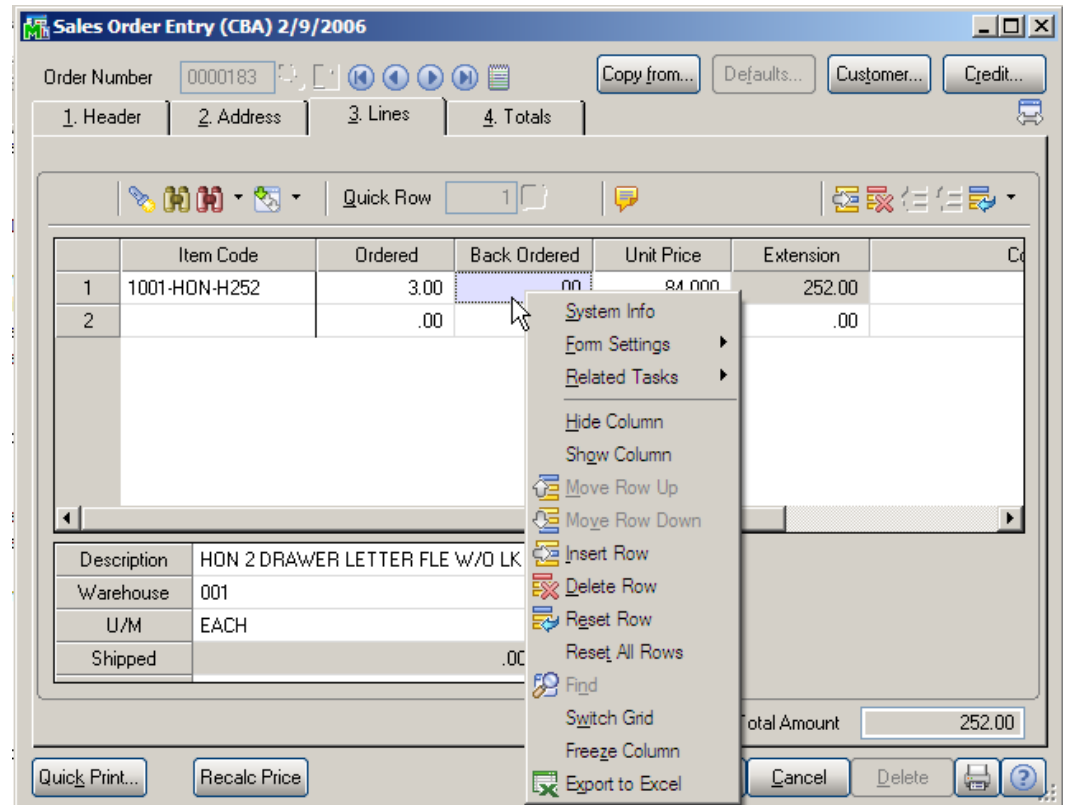 Sales Order Entry (CBA) 2/9/2006
Order Number 0000183 Copy from... Defaults... Customer... Credit...
1. Header 2. Address 3. Lines 4. Totals
Quick Row 1
Item Code Ordered Back Ordered Unit Price Extension
1 1001-HON-H252 3.00 .00 84.000 252.00
2 .00 .00
System Info
Form Settings
Related Tasks
Hide Column
Show Column
Move Row Up
Move Row Down
Insert Row
Delete Row
Reset Row
Reset All Rows
Find
Switch Grid
Freeze Column
Export to Excel
Description HON 2 DRAWER LETTER FLE W/O LK
Warehouse 001
U/M EACH
Shipped .00
Total Amount 252.00
Quick Print... Recalc Price Cancel Delete